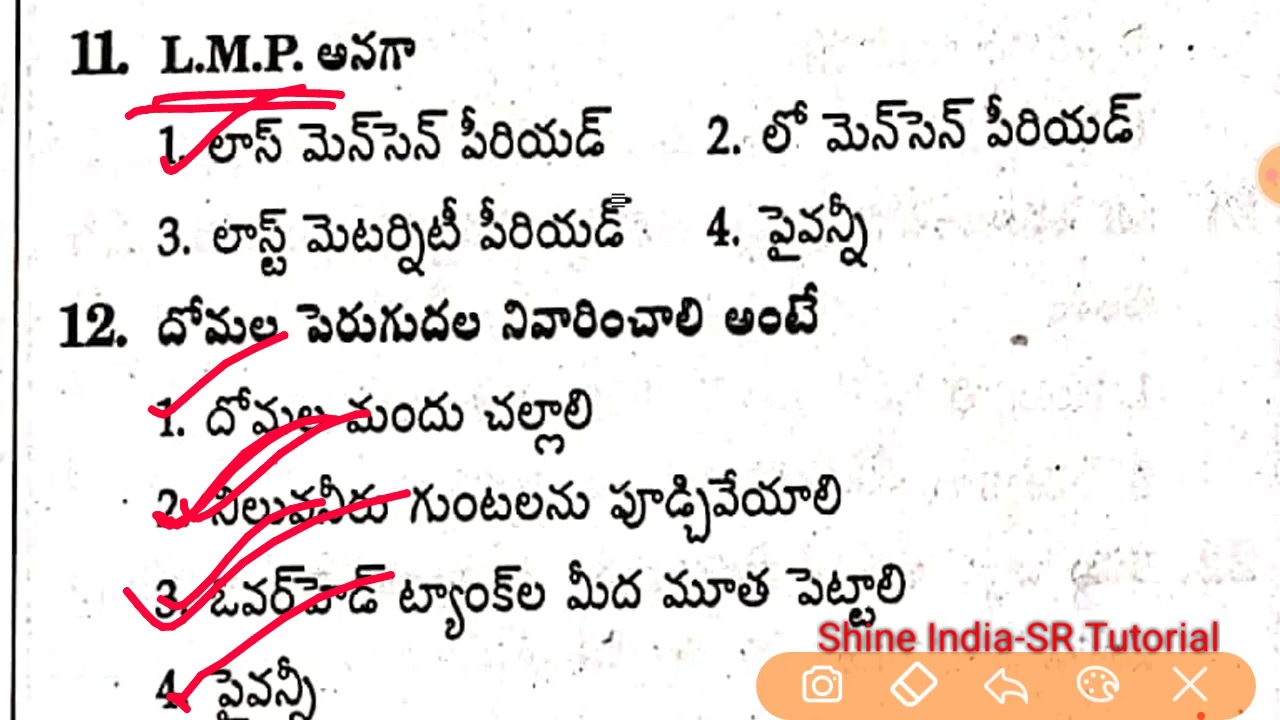 11. L.M.P. అనగా
1. లాస్ మెన్‌సెన్ పీరియడ్ 2. లో మెన్‌సెన్ పీరియడ్
3. లాస్ట్ మెటర్నిటీ పీరియడ్ 4. పైవన్నీ
12. దోమల పెరుగుదల నివారించాలి అంటే
1. దోమల మందు చల్లాలి
2. నిలువనీరు గుంటలను పూడ్చివేయాలి
3. ఓవర్‌హెడ్ ట్యాంక్‌ల మీద మూత పెట్టాలి
4. పైవన్నీ
Shine India-SR Tutorial